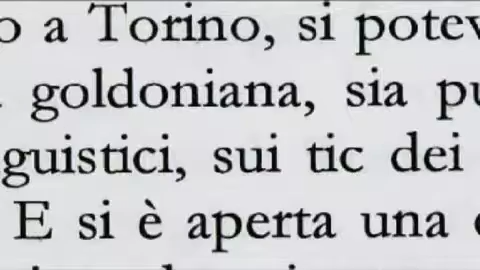 o a Torino, si potev
goldoniana, sia pu
guistici, sui tic dei
E si è aperta una